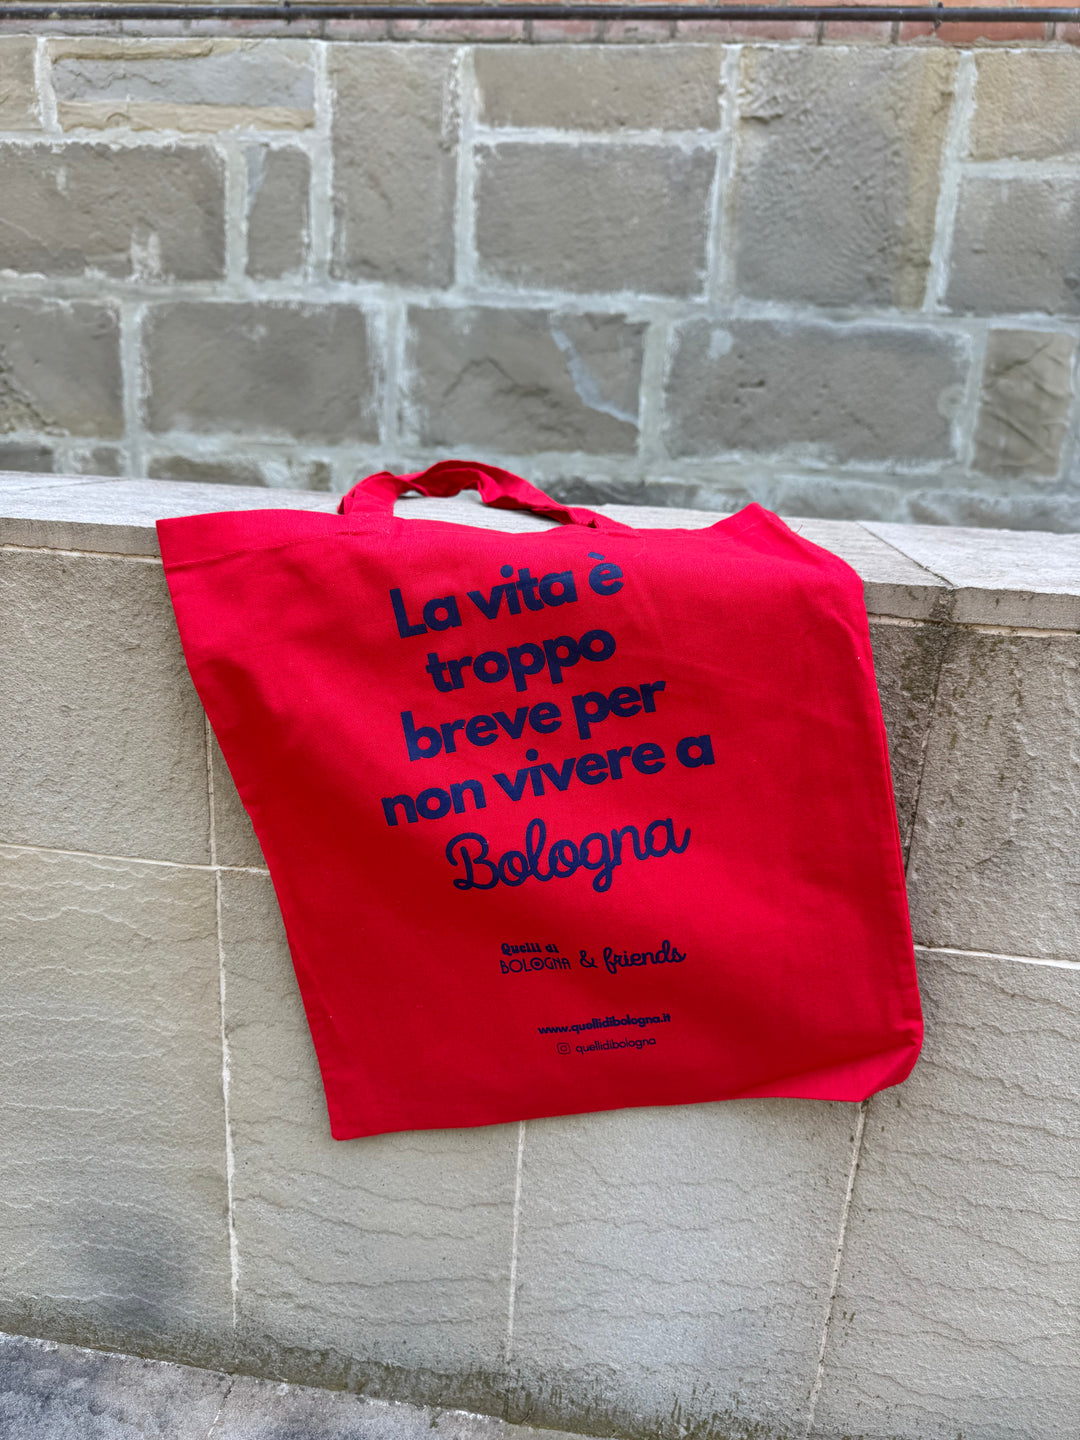 La vita è
troppo
breve per
non vivere a
Bologna
Quelli di
BOLOGNA & friends
www.quellidibologna.it
quellidibologna